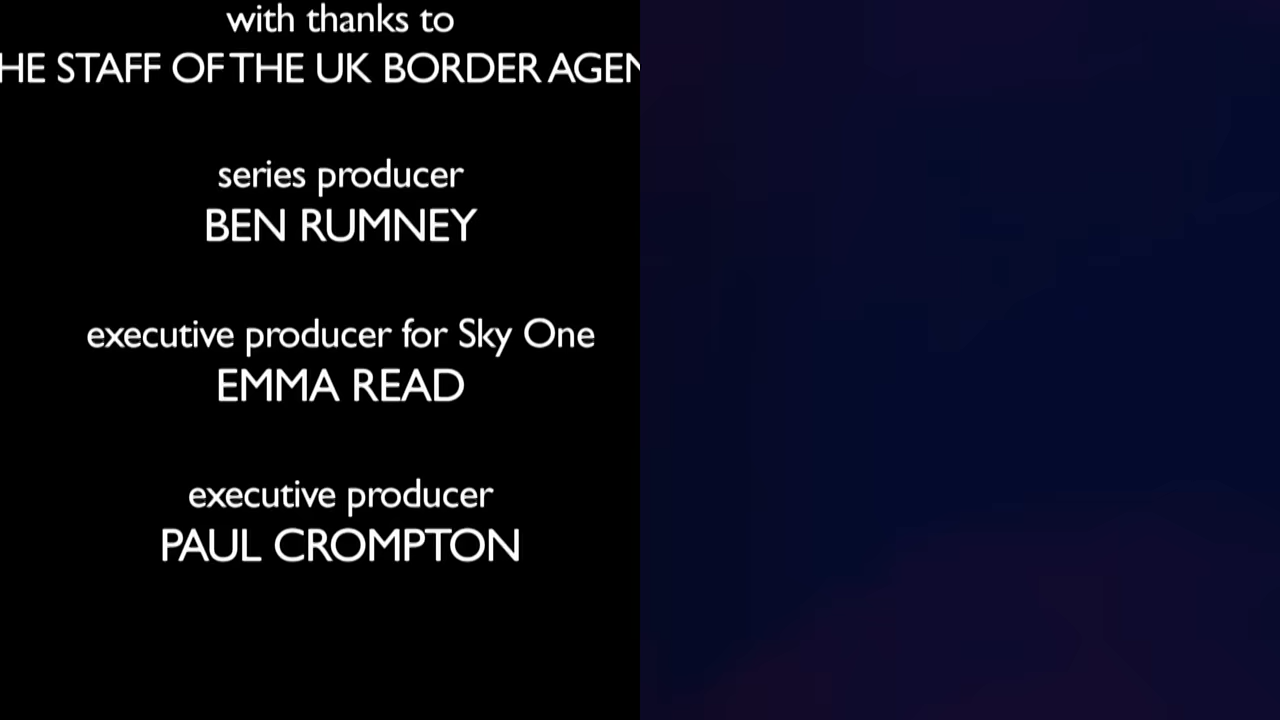 with thanks to
HE STAFF OF THE UK BORDER AGEN
series producer
BEN RUMNEY
executive producer for Sky One
EMMA READ
executive producer
PAUL CROMPTON